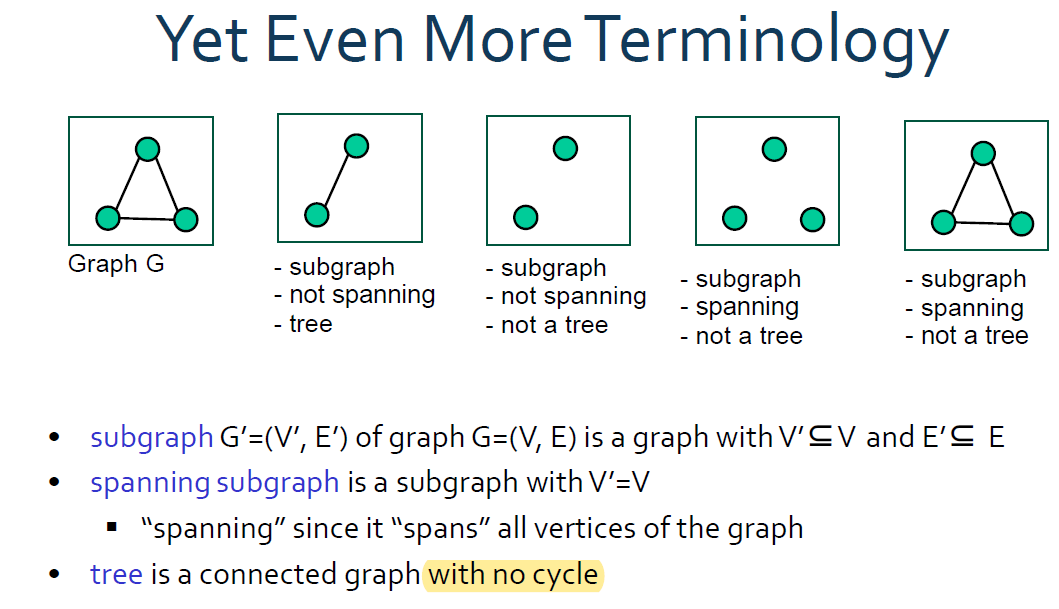 Yet Even More Terminology
Graph G
- subgraph
- not spanning
- tree
- subgraph
- not spanning
- not a tree
- subgraph
- spanning
- not a tree
- subgraph
- spanning
- not a tree
• subgraph G’=(V’, E’) of graph G=(V, E) is a graph with V’⊆V and E’⊆ E
• spanning subgraph is a subgraph with V’=V
▪ “spanning” since it “spans” all vertices of the graph
• tree is a connected graph with no cycle